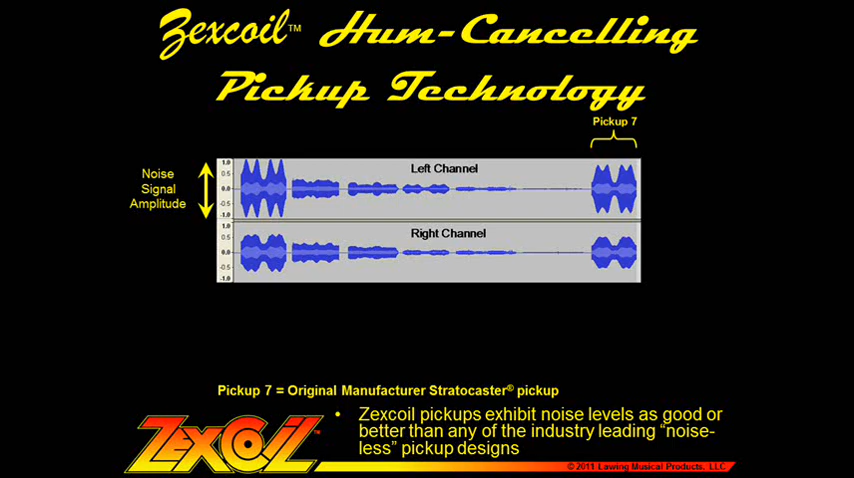 Zexcoil™ Hum-Cancelling
Pickup Technology
Pickup 7
Noise
Signal
Amplitude
1.0
0.5
0.0
-0.5
-1.0
Left Channel
1.0
0.5
0.0
-0.5
-1.0
Right Channel
Pickup 7 = Original Manufacturer Stratocaster® pickup
• Zexcoil pickups exhibit noise levels as good or
better than any of the industry leading “noise-
less” pickup designs
ZEXCOIL™
© 2011 Lawing Musical Products, LLC